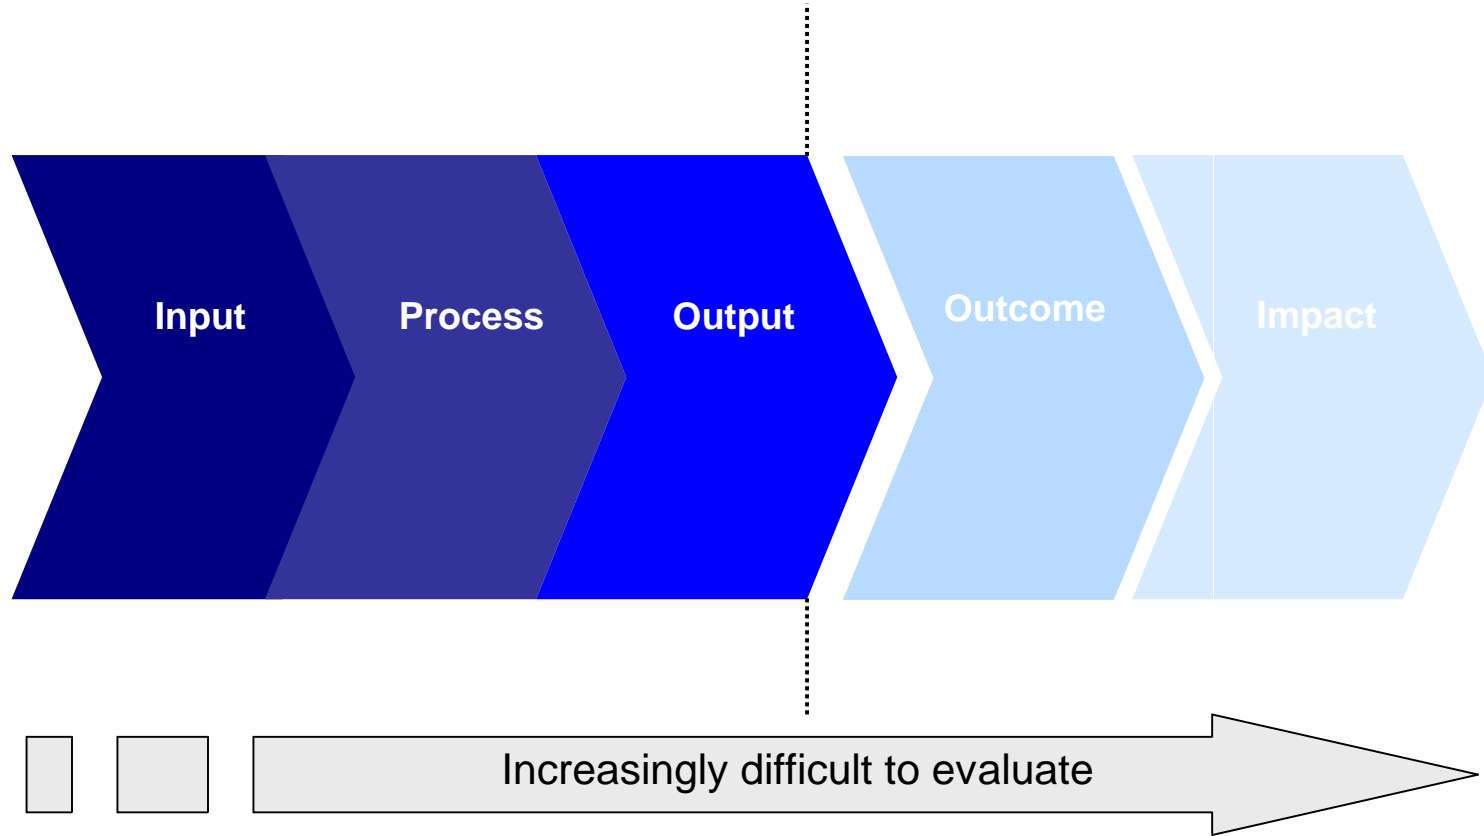 Input
Process
Output
Outcome
Impact
Increasingly difficult to evaluate